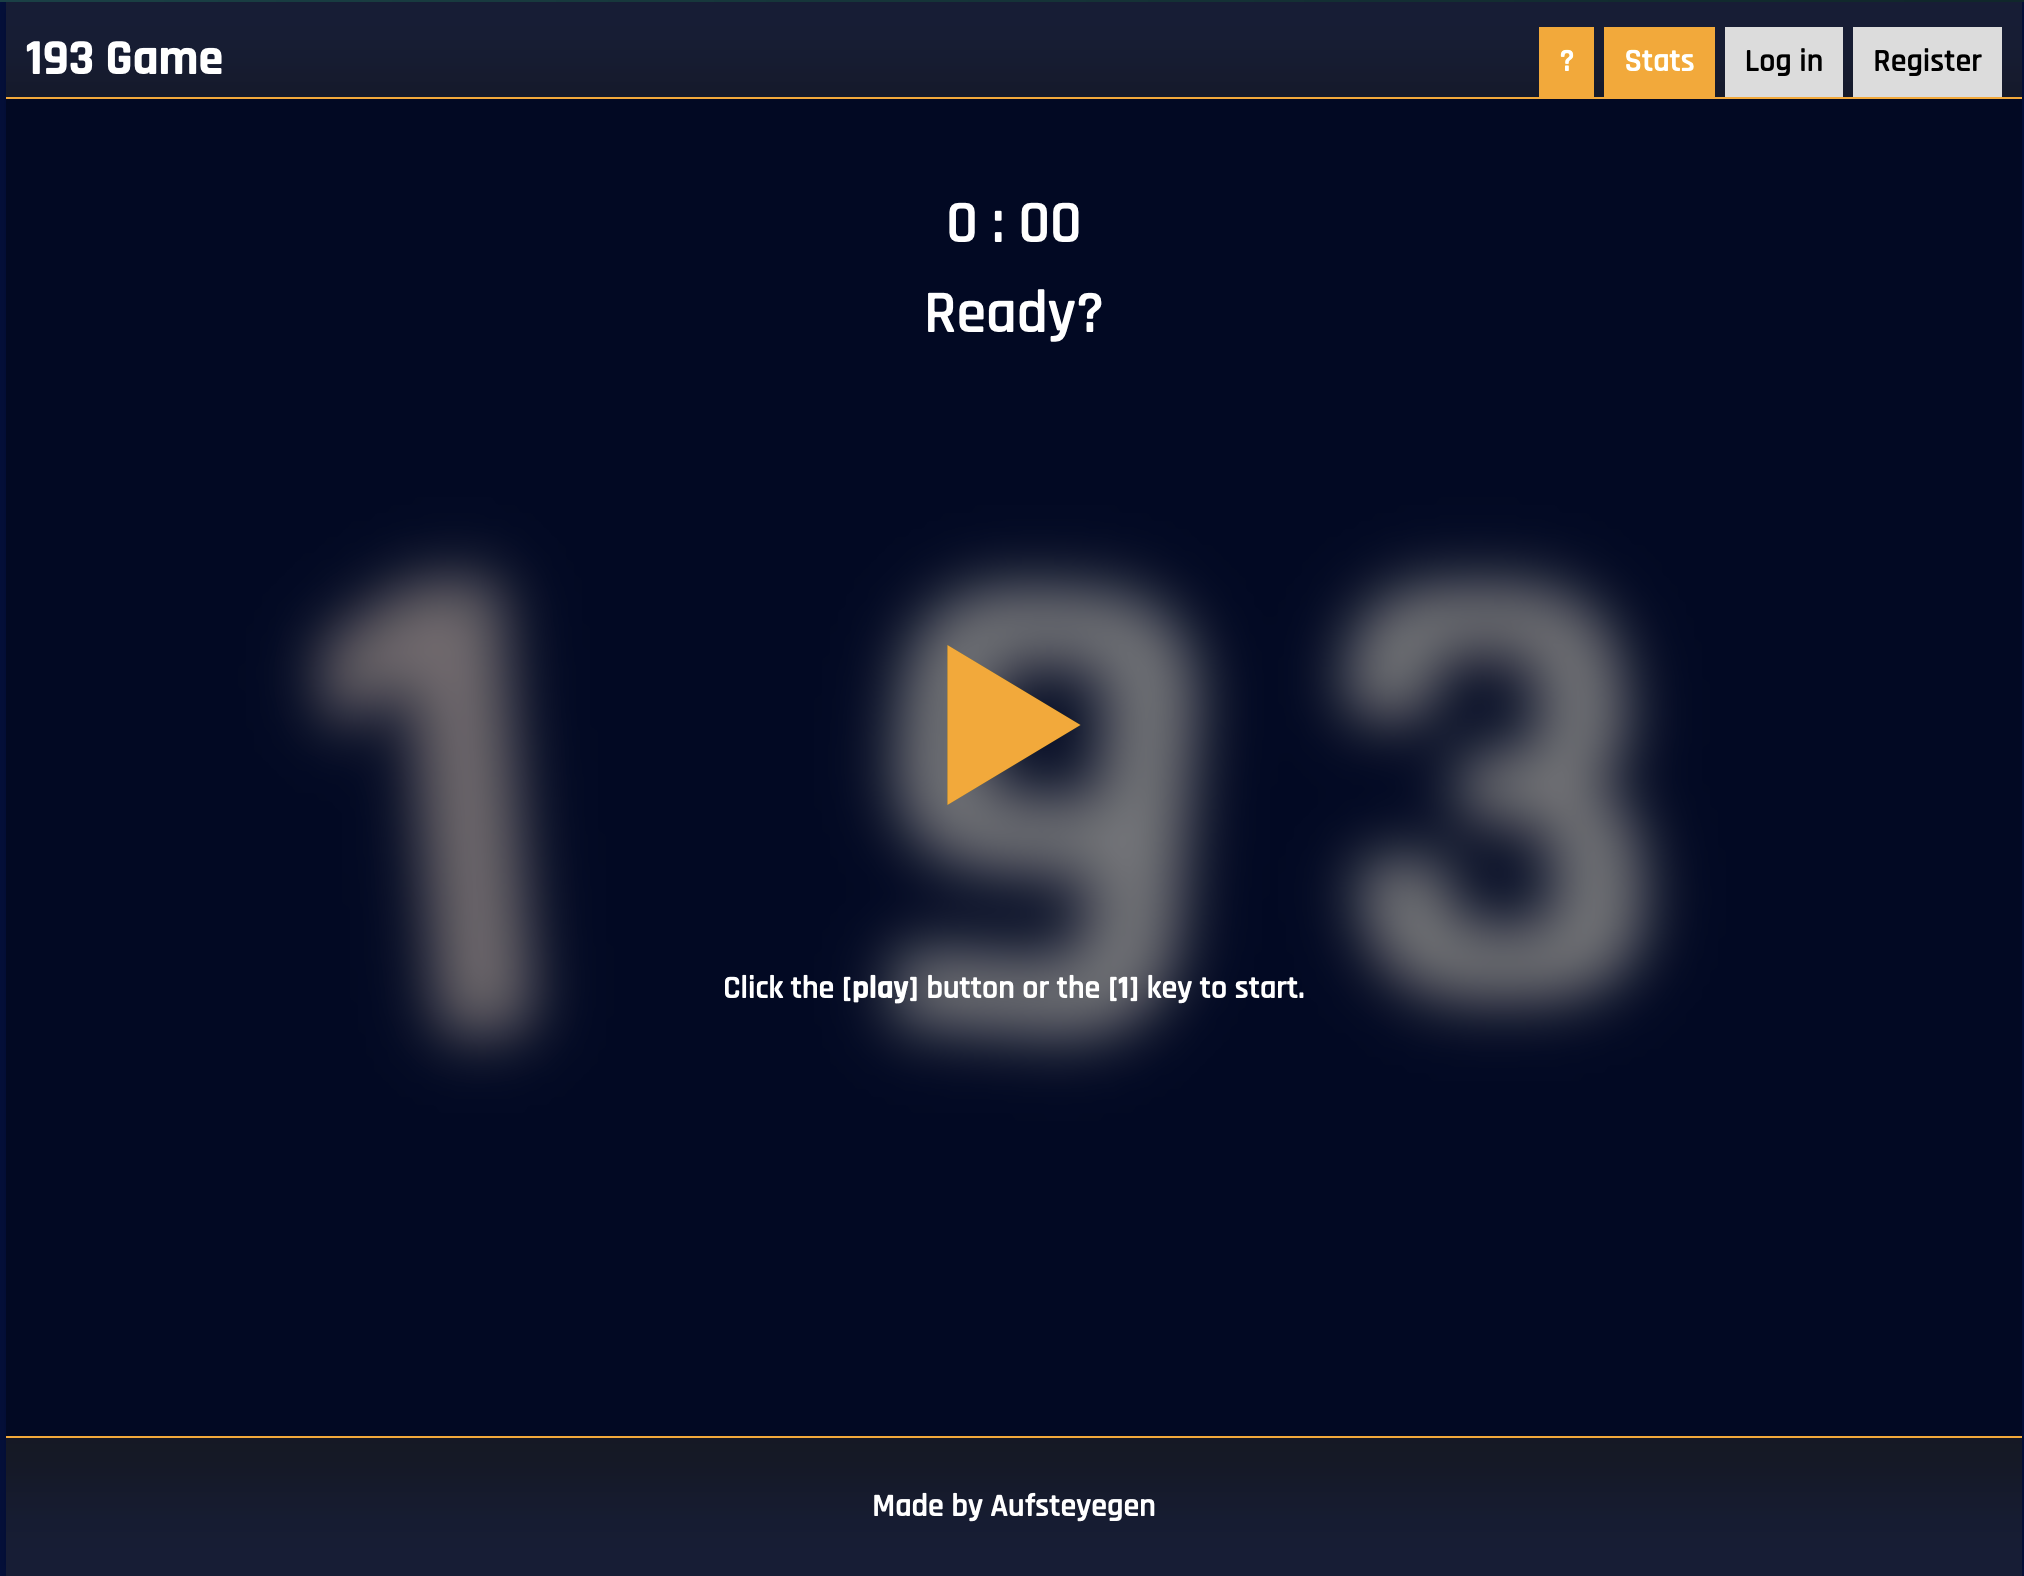 193 Game
?
Stats
Log in
Register
0 : 00
Ready?
1 9 3
Click the [play] button or the [1] key to start.
Made by Aufsteyegen